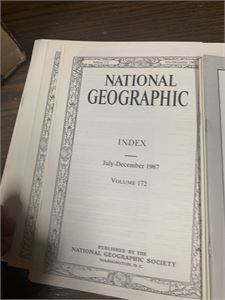 NATIONAL
GEOGRAPHIC
INDEX
July-December 1987
VOLUME 172
PUBLISHED BY THE
NATIONAL GEOGRAPHIC SOCIETY
WASHINGTON, D.C.